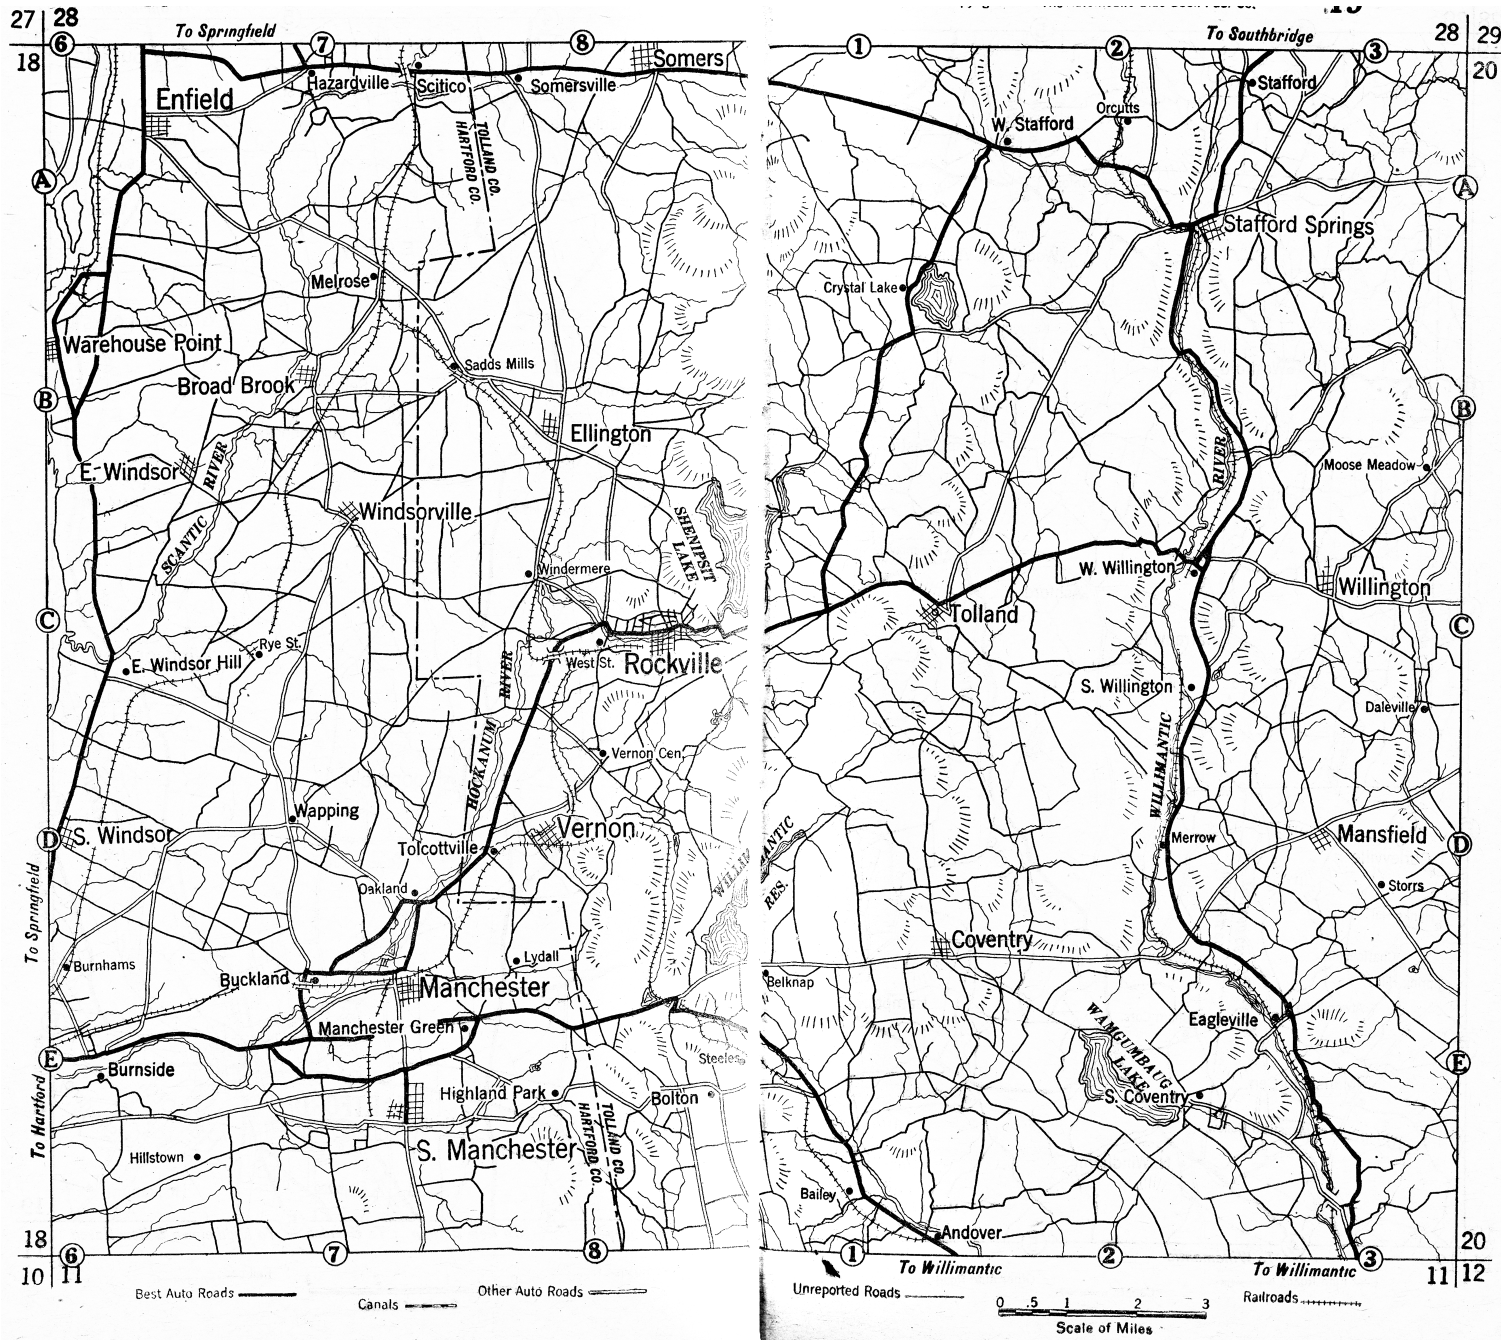 27 28
18
To Springfield
6 7 8
Somers
Hazardville
Scitico
Somersville
Enfield
TOLLAND CO.
HARTFORD CO.
A
Melrose
Warehouse Point
Sadds Mills
Broad Brook
B
Ellington
E. Windsor
SCANTIC RIVER
Windsorville
SHENIPSIT
LAKE
Windermere
C
Rye St.
E. Windsor Hill
West St.
Rockville
HOCKANUM RIVER
Vernon Cen.
Wapping
D
S. Windsor
Vernon
Tolcottville
Oakland
To Springfield
Burnhams
Lydall
Buckland
Manchester
Manchester Green
E
Burnside
Steeles
Highland Park
Bolton
To Hartford
TOLLAND CO.
HARTFORD CO.
S. Manchester
Hillstown
18
6 7 8
10 11
Best Auto Roads
Canals
Other Auto Roads
28 29
20
To Southbridge
1 2 3
Stafford
Orcutts
W. Stafford
A
Stafford Springs
Crystal Lake
B
RIVER
Moose Meadow
W. Willington
Willington
Tolland
C
S. Willington
Daleville
WILLIMANTIC
Merrow
Mansfield
D
RES.
Storrs
Coventry
Belknap
WAMGUMBAUG
LAKE
Eagleville
E
S. Coventry
Bailey
Andover
20
1 2 3
To Willimantic
To Willimantic
11 12
Unreported Roads
Railroads
0 .5 1 2 3
Scale of Miles